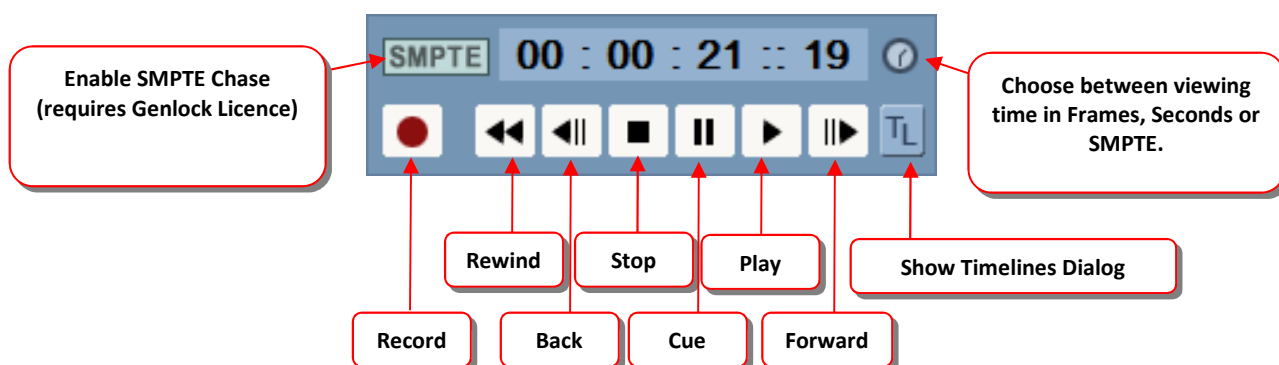 SMPTE 00 : 00 : 21 :: 19
Enable SMPTE Chase
(requires Genlock Licence)
Choose between viewing
time in Frames, Seconds or
SMPTE.
TL
Rewind
Stop
Play
Show Timelines Dialog
Record
Back
Cue
Forward